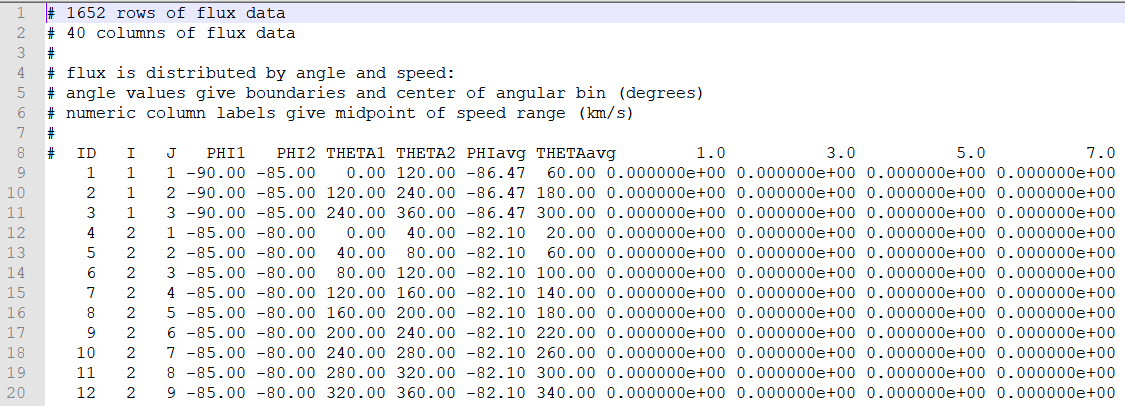 1 # 1652 rows of flux data
2 # 40 columns of flux data
3 #
4 # flux is distributed by angle and speed:
5 # angle values give boundaries and center of angular bin (degrees)
6 # numeric column labels give midpoint of speed range (km/s)
7 #
8 # ID I J PHI1 PHI2 THETA1 THETA2 PHIavg THETAavg 1.0 3.0 5.0 7.0
9 1 1 1 -90.00 -85.00 0.00 120.00 -86.47 60.00 0.000000e+00 0.000000e+00 0.000000e+00 0.000000e+00
10 2 1 2 -90.00 -85.00 120.00 240.00 -86.47 180.00 0.000000e+00 0.000000e+00 0.000000e+00 0.000000e+00
11 3 1 3 -90.00 -85.00 240.00 360.00 -86.47 300.00 0.000000e+00 0.000000e+00 0.000000e+00 0.000000e+00
12 4 2 1 -85.00 -80.00 0.00 40.00 -82.10 20.00 0.000000e+00 0.000000e+00 0.000000e+00 0.000000e+00
13 5 2 2 -85.00 -80.00 40.00 80.00 -82.10 60.00 0.000000e+00 0.000000e+00 0.000000e+00 0.000000e+00
14 6 2 3 -85.00 -80.00 80.00 120.00 -82.10 100.00 0.000000e+00 0.000000e+00 0.000000e+00 0.000000e+00
15 7 2 4 -85.00 -80.00 120.00 160.00 -82.10 140.00 0.000000e+00 0.000000e+00 0.000000e+00 0.000000e+00
16 8 2 5 -85.00 -80.00 160.00 200.00 -82.10 180.00 0.000000e+00 0.000000e+00 0.000000e+00 0.000000e+00
17 9 2 6 -85.00 -80.00 200.00 240.00 -82.10 220.00 0.000000e+00 0.000000e+00 0.000000e+00 0.000000e+00
18 10 2 7 -85.00 -80.00 240.00 280.00 -82.10 260.00 0.000000e+00 0.000000e+00 0.000000e+00 0.000000e+00
19 11 2 8 -85.00 -80.00 280.00 320.00 -82.10 300.00 0.000000e+00 0.000000e+00 0.000000e+00 0.000000e+00
20 12 2 9 -85.00 -80.00 320.00 360.00 -82.10 340.00 0.000000e+00 0.000000e+00 0.000000e+00 0.000000e+00